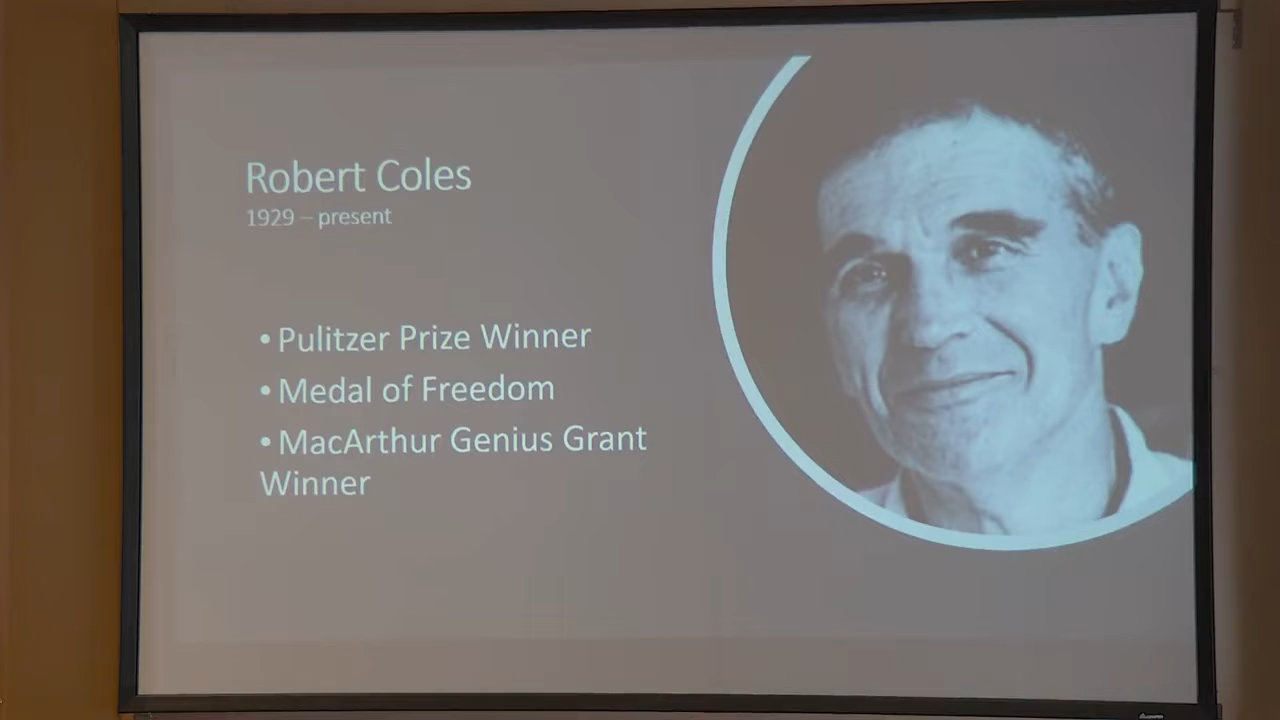 Robert Coles
1929 – present
• Pulitzer Prize Winner
• Medal of Freedom
• MacArthur Genius Grant
Winner